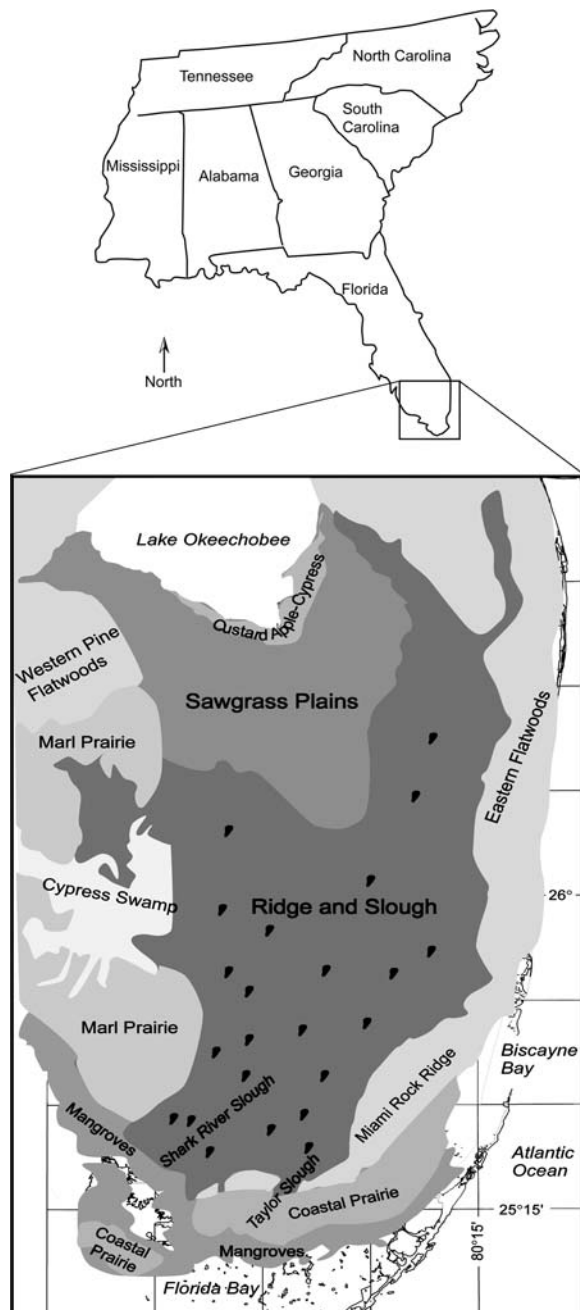 North Carolina
Tennessee
South
Carolina
Mississippi
Alabama
Georgia
Florida
North
Lake Okeechobee
Custard Apple-Cypress
Western Pine
Flatwoods
Sawgrass Plains
Marl Prairie
Eastern Flatwoods
Cypress Swamp
Ridge and Slough
26°
Marl Prairie
Biscayne
Bay
Miami Rock Ridge
Mangroves
Shark River Slough
Atlantic
Ocean
Taylor Slough
Coastal Prairie
25°15'
80°15'
Coastal
Prairie
Mangroves
Florida Bay